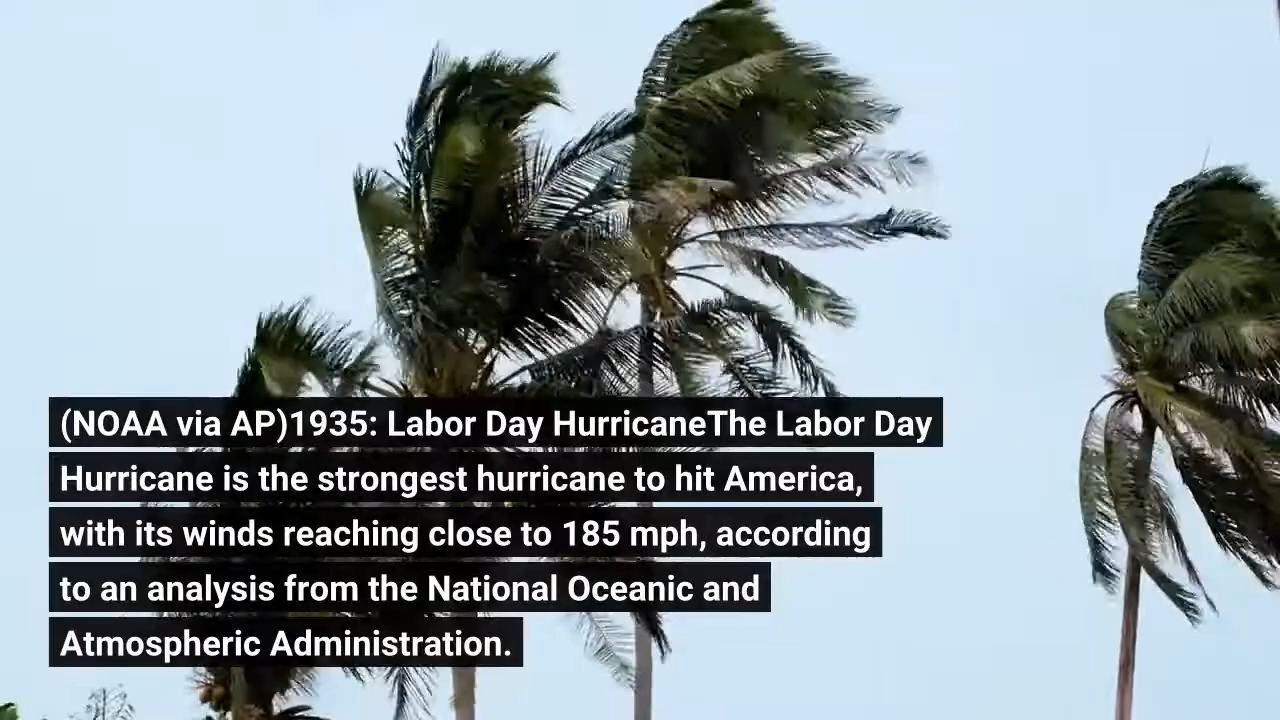 (NOAA via AP)1935: Labor Day HurricaneThe Labor Day
Hurricane is the strongest hurricane to hit America,
with its winds reaching close to 185 mph, according
to an analysis from the National Oceanic and
Atmospheric Administration.